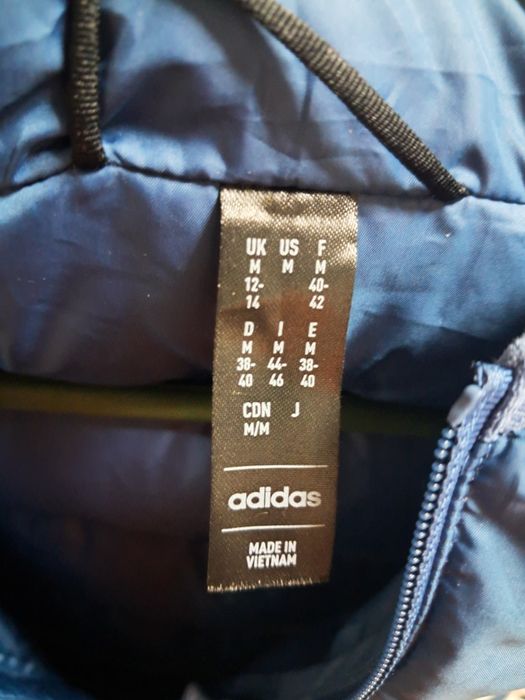 UK US F
M M M
12- 40-
14 42
D I E
M M M
38- 44- 38-
40 46 40
CDN J
M/M
adidas
MADE IN
VIETNAM